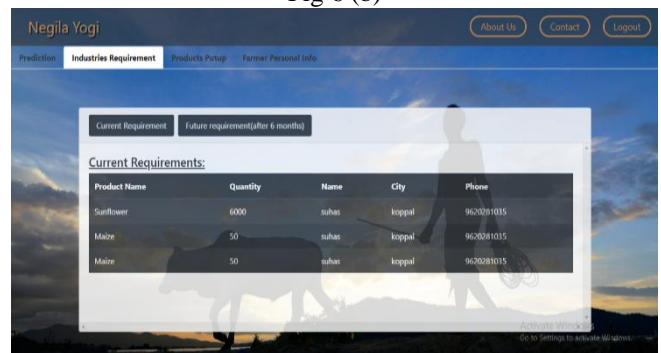 Fig 6 (b)
Negila Yogi
About Us Contact Logout
Prediction Industries Requirement Products Putup Farmer Personal Info
Current Requirement Future requirement(after 6 months)
Current Requirements:
Product Name Quantity Name City Phone
Sunflower 6000 suhas koppal 9620281035
Maize 50 suhas koppal 9620281035
Maize 50 suhas koppal 9620281035
Activate Windows
Go to Settings to activate Windows.